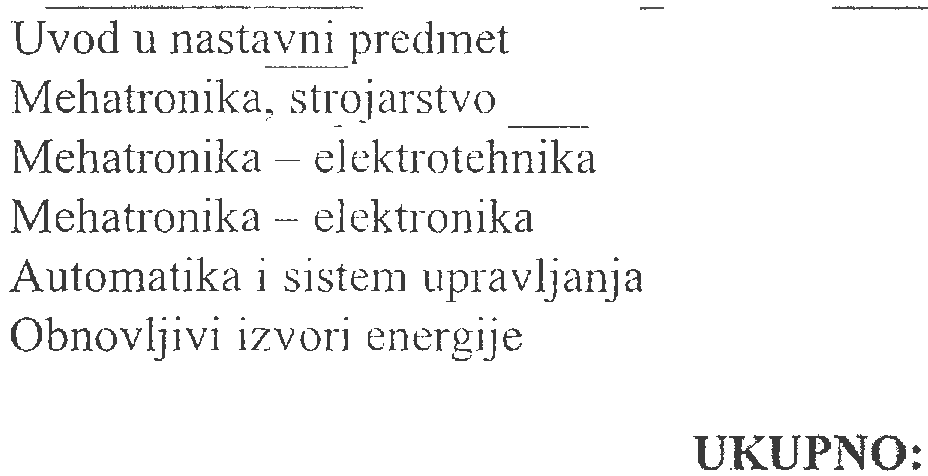 Uvod u nastavni predmet
Mehatronika, strojarstvo
Mehatronika – elektrotehnika
Mehatronika – elektronika
Automatika i sistem upravljanja
Obnovljivi izvori energije
UKUPNO: